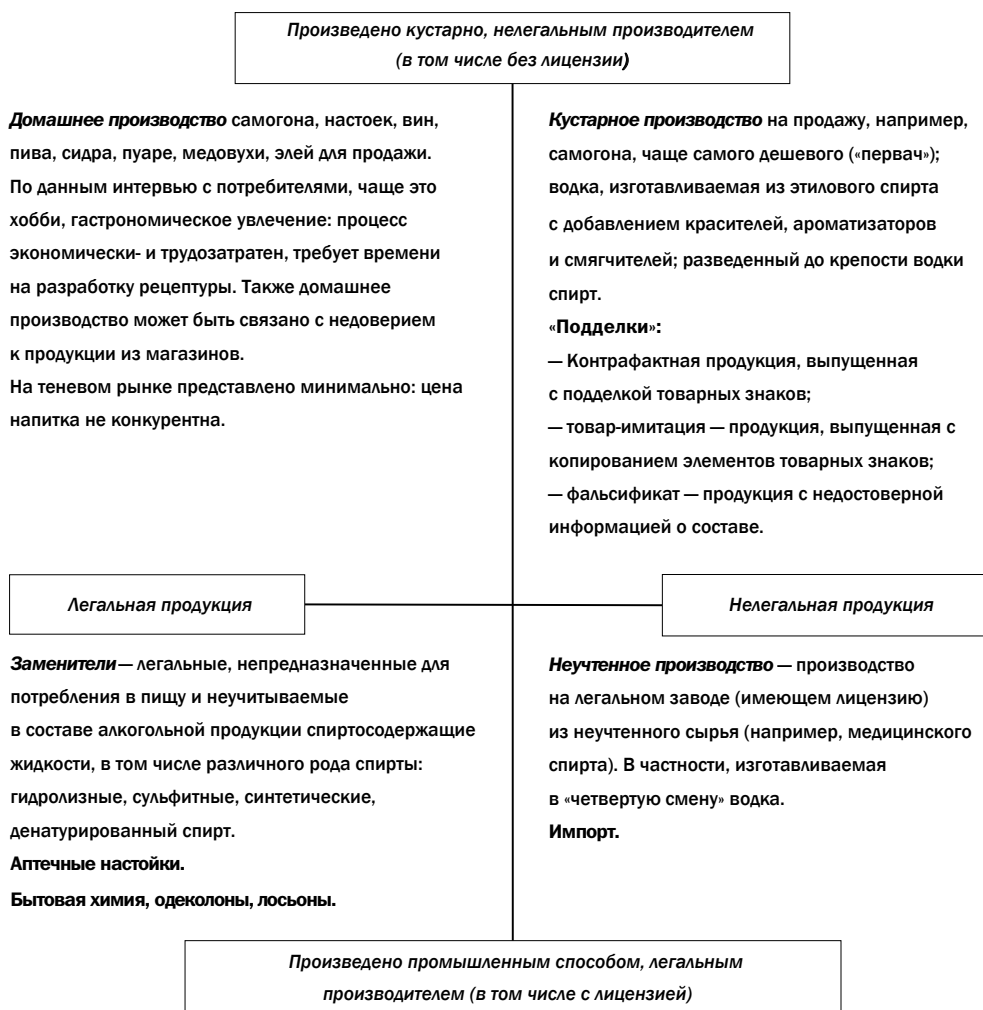 Произведено кустарно, нелегальным производителем
(в том числе без лицензии)
Домашнее производство самогона, настоек, вин,
пива, сидра, пуаре, медовухи, элей для продажи.
По данным интервью с потребителями, чаще это
хобби, гастрономическое увлечение: процесс
экономически- и трудозатратен, требует времени
на разработку рецептуры. Также домашнее
производство может быть связано с недоверием
к продукции из магазинов.
На теневом рынке представлено минимально: цена
напитка не конкурентна.
Кустарное производство на продажу, например,
самогона, чаще самого дешевого («первач»);
водка, изготавливаемая из этилового спирта
с добавлением красителей, ароматизаторов
и смягчителей; разведенный до крепости водки
спирт.
«Подделки»:
— Контрафактная продукция, выпущенная
с подделкой товарных знаков;
— товар-имитация — продукция, выпущенная с
копированием элементов товарных знаков;
— фальсификат — продукция с недостоверной
информацией о составе.
Легальная продукция
Нелегальная продукция
Заменители — легальные, непредназначенные для
потребления в пищу и неучитываемые
в составе алкогольной продукции спиртосодержащие
жидкости, в том числе различного рода спирты:
гидролизные, сульфитные, синтетические,
денатурированный спирт.
Аптечные настойки.
Бытовая химия, одеколоны, лосьоны.
Неучтенное производство — производство
на легальном заводе (имеющем лицензию)
из неучтенного сырья (например, медицинского
спирта). В частности, изготавливаемая
в «четвертую смену» водка.
Импорт.
Произведено промышленным способом, легальным
производителем (в том числе с лицензией)